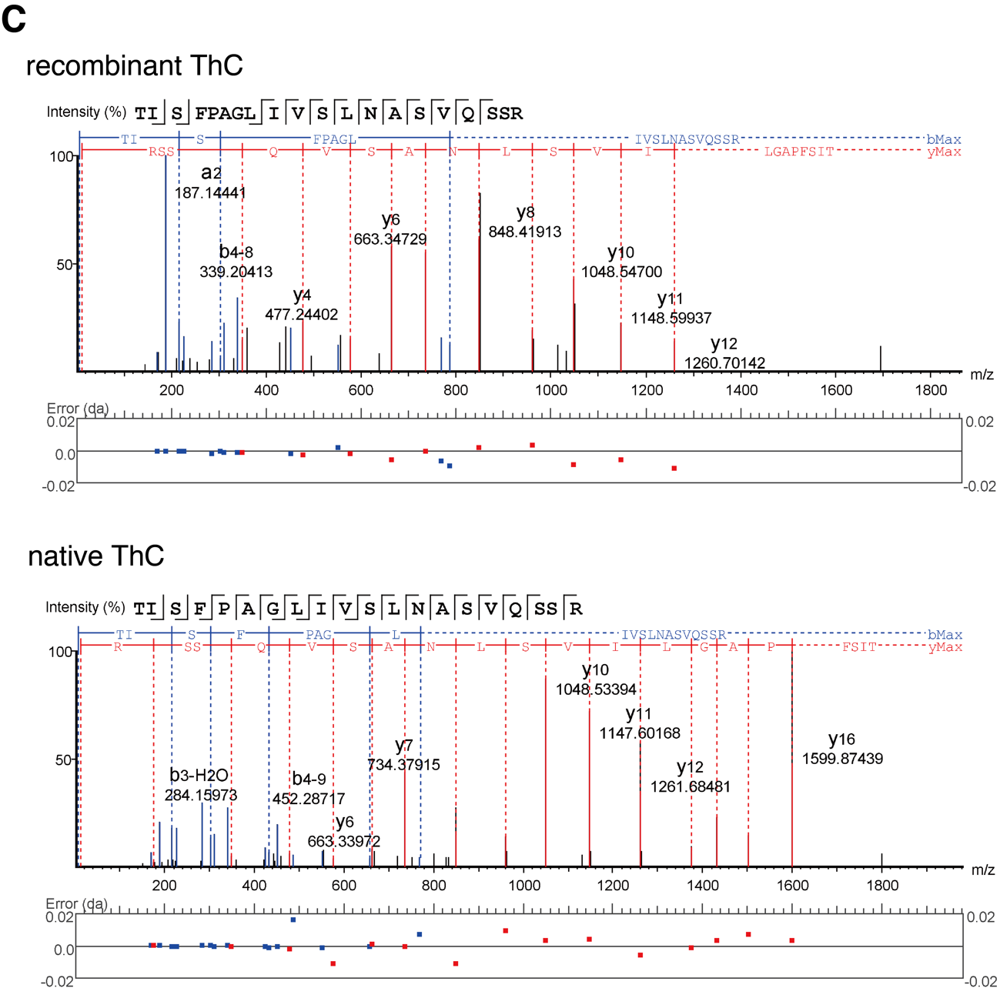 C
recombinant ThC
Intensity (%) TI S FPAGL I V S L N A S V Q SSR
TI S FPAGL IVSLNASVQSSR bMax
RSS Q V S A N L S V I LGAPFSIT yMax
100
a2
187.14441
y6
663.34729
y8
848.41913
b4-8
339.20413
50
y10
1048.54700
y4
477.24402
y11
1148.59937
y12
1260.70142
m/z
200 400 600 800 1000 1200 1400 1600 1800
Error (da)
0.02 0.02
0.0 0.0
-0.02 -0.02
native ThC
Intensity (%) TI S F P A G L I V S L N A S V Q SS R
TI S F PAG L IVSLNASVQSSR bMax
R SS Q V S A N L S V I L G A P FSIT yMax
100
y10
1048.53394
y11
1147.60168
y7
734.37915
y16
1599.87439
50
b3-H2O
284.15973
b4-9
452.28717
y12
1261.68481
y6
663.33972
m/z
200 400 600 800 1000 1200 1400 1600 1800
Error (da)
0.02 0.02
0.0 0.0
-0.02 -0.02